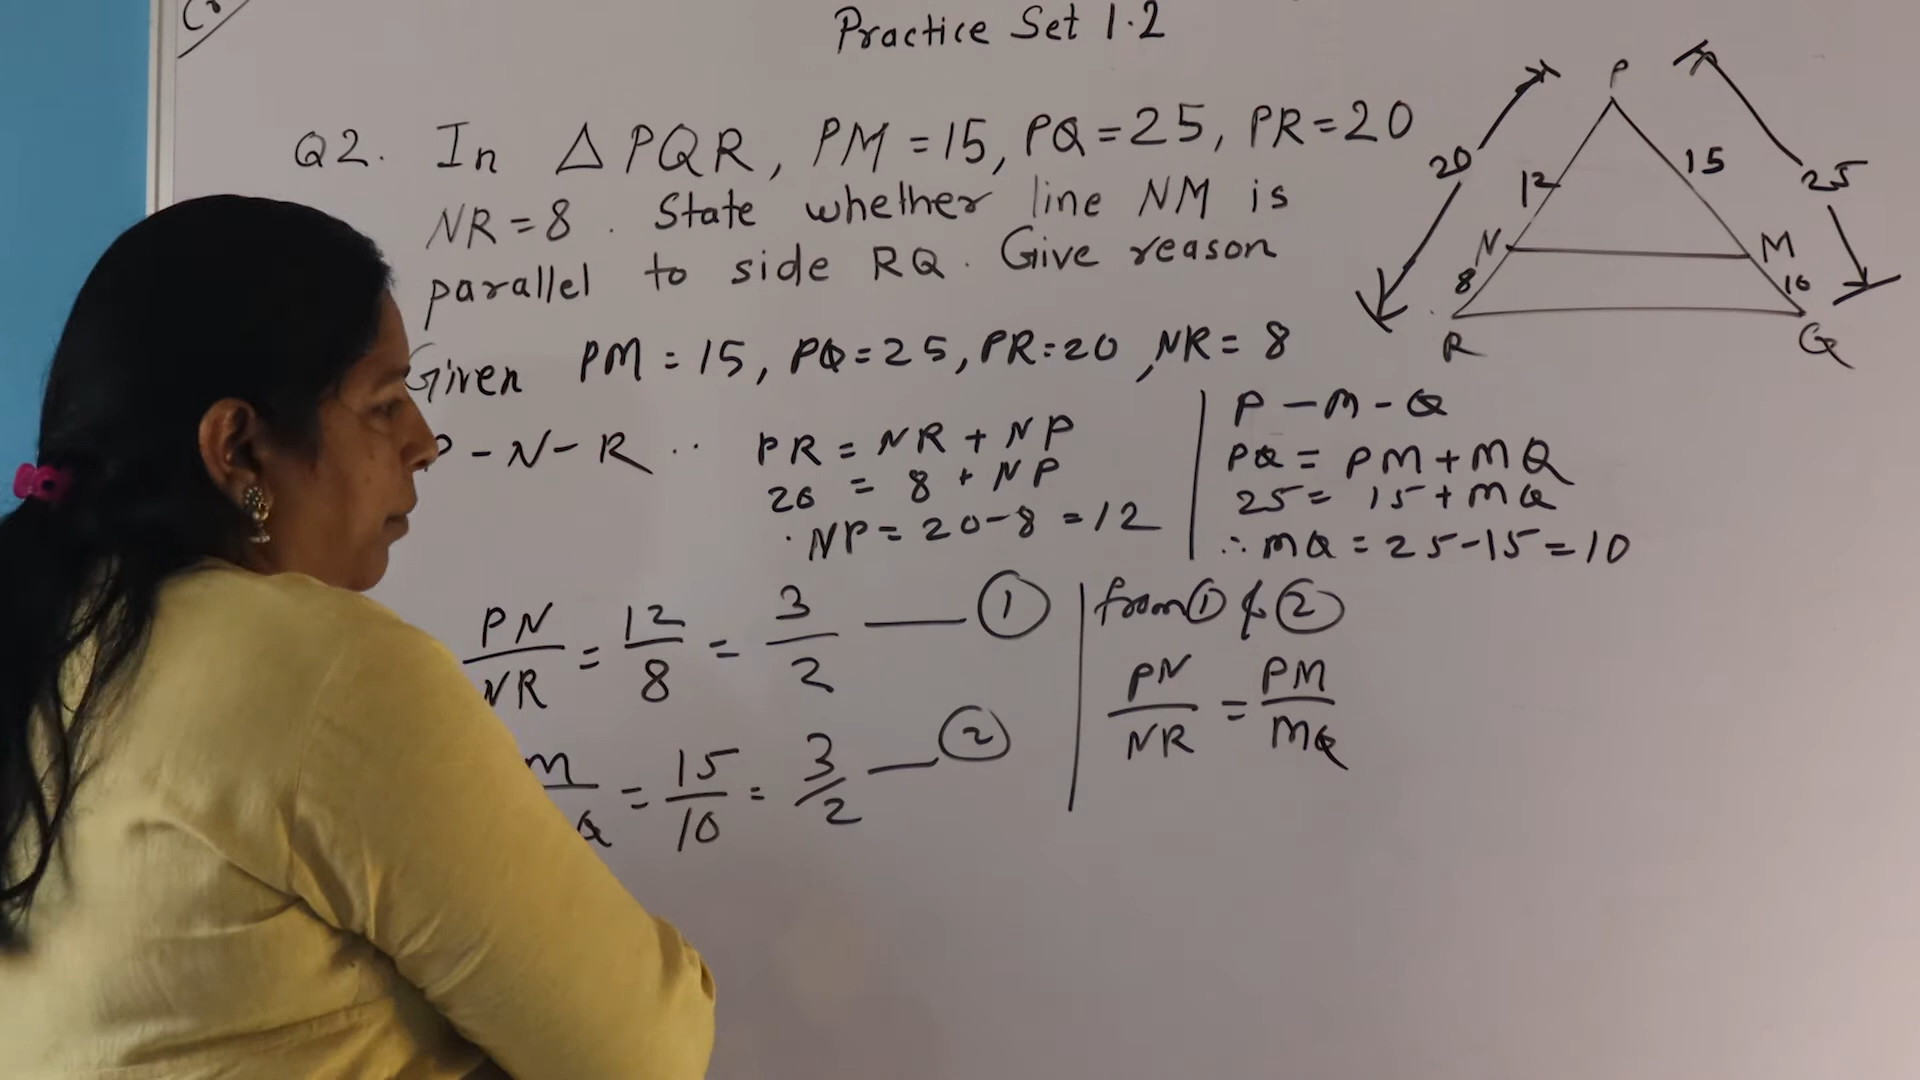 Practice Set 1.2
Q2. In △PQR, PM = 15, PQ = 25, PR = 20
NR = 8. State whether line NM is
parallel to side RQ. Give reason
Given PM = 15, PQ = 25, PR = 20, NR = 8
P - N - R ..
PR = NR + NP
20 = 8 + NP
. NP = 20 - 8 = 12
P - M - Q
PQ = PM + MQ
25 = 15 + MQ
∴ MQ = 25 - 15 = 10
PN/NR = 12/8 = 3/2 — ①
M/Q = 15/10 = 3/2 — ②
from ① & ②
PN/NR = PM/MQ
P
20
12
15
25
N
M
8
10
R
Q